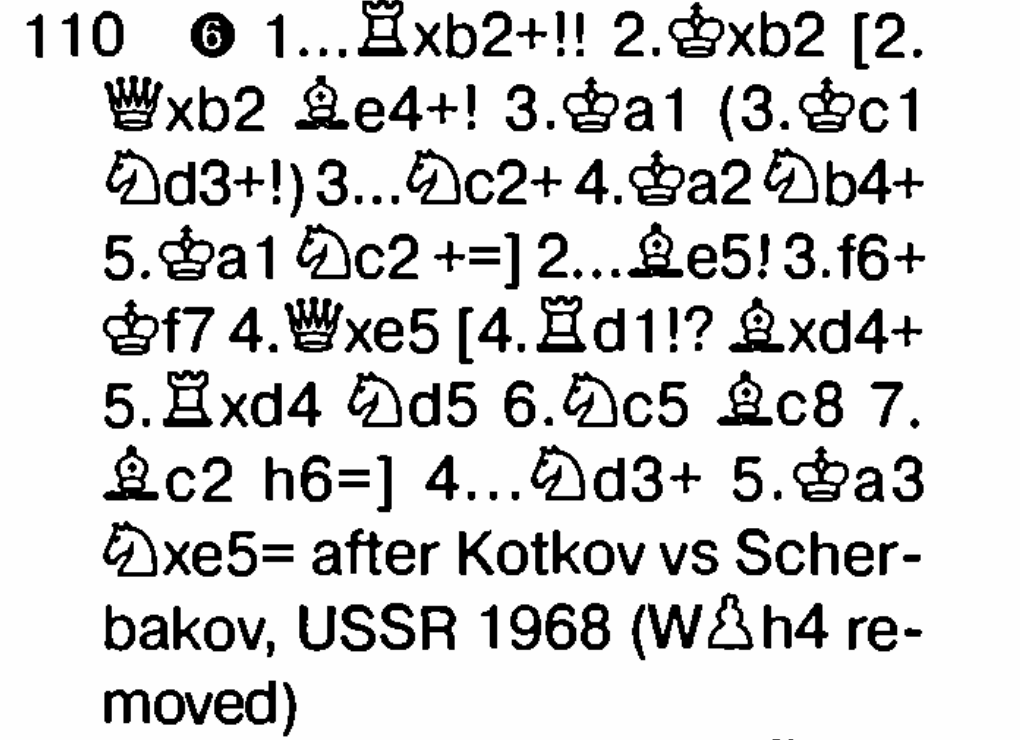 110 ❻ 1...♖xb2+!! 2.♔xb2 [2.
♕xb2 ♗e4+! 3.♔a1 (3.♔c1
♘d3+!) 3...♘c2+ 4.♔a2 ♘b4+
5.♔a1 ♘c2 +=] 2...♗e5! 3.f6+
♔f7 4.♕xe5 [4.♖d1!? ♗xd4+
5.♖xd4 ♘d5 6.♘c5 ♗c8 7.
♗c2 h6=] 4...♘d3+ 5.♔a3
♘xe5= after Kotkov vs Scher-
bakov, USSR 1968 (W♙h4 re-
moved)